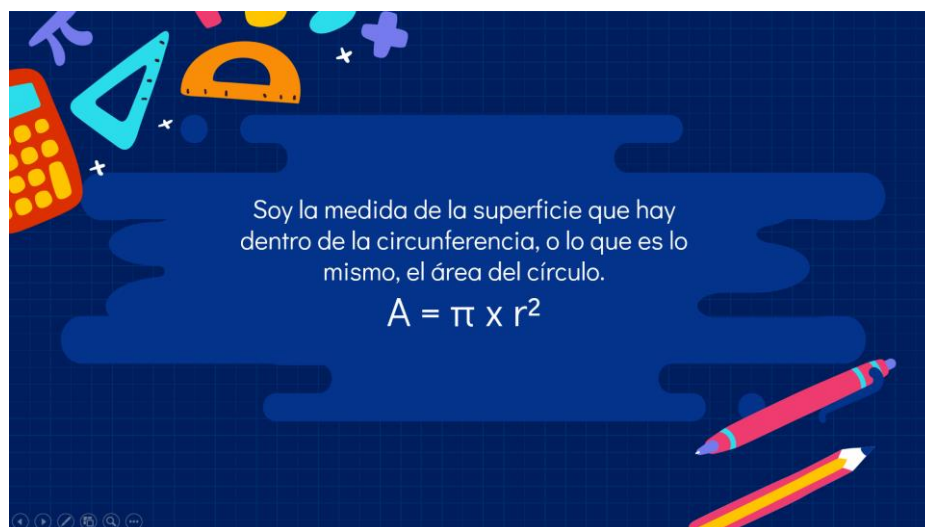 Soy la medida de la superficie que hay
dentro de la circunferencia, o lo que es lo
mismo, el área del círculo.
A = π x r²